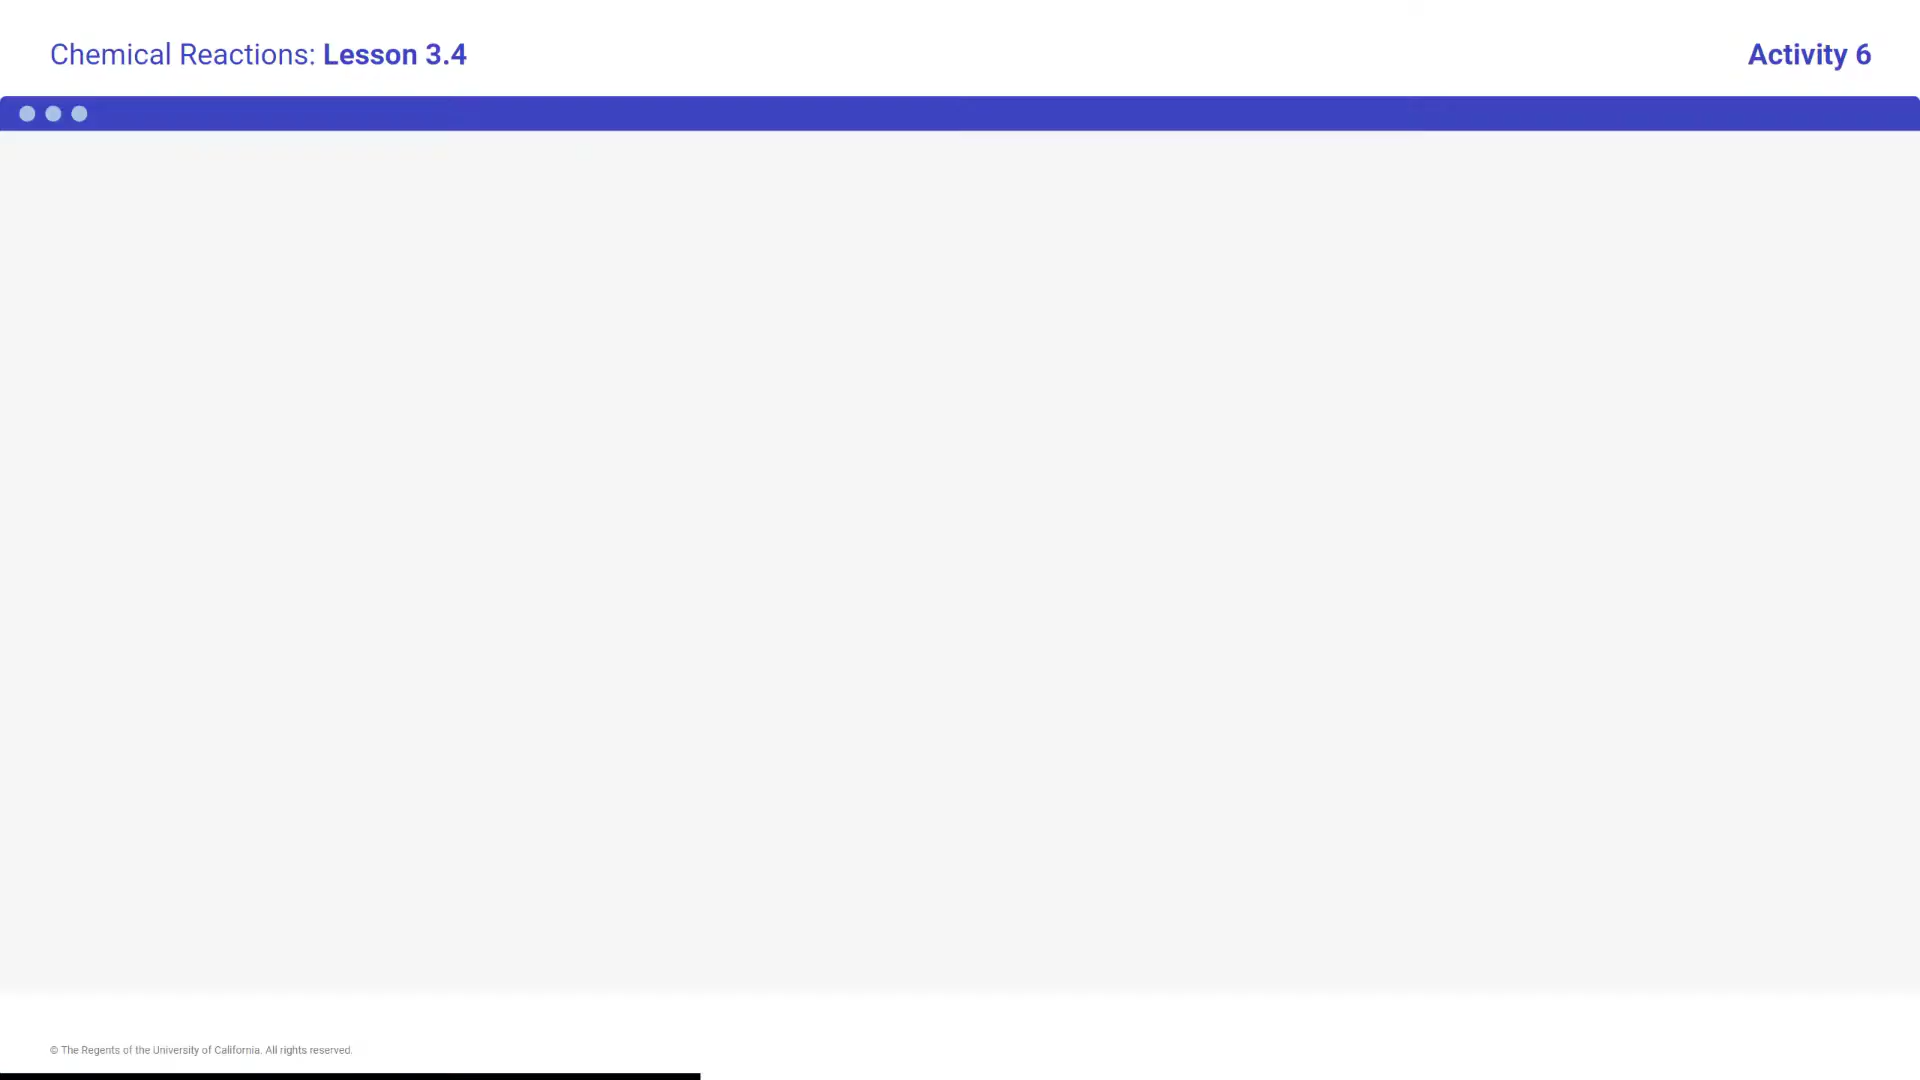 Chemical Reactions: Lesson 3.4
Activity 6
© The Regents of the University of California. All rights reserved.